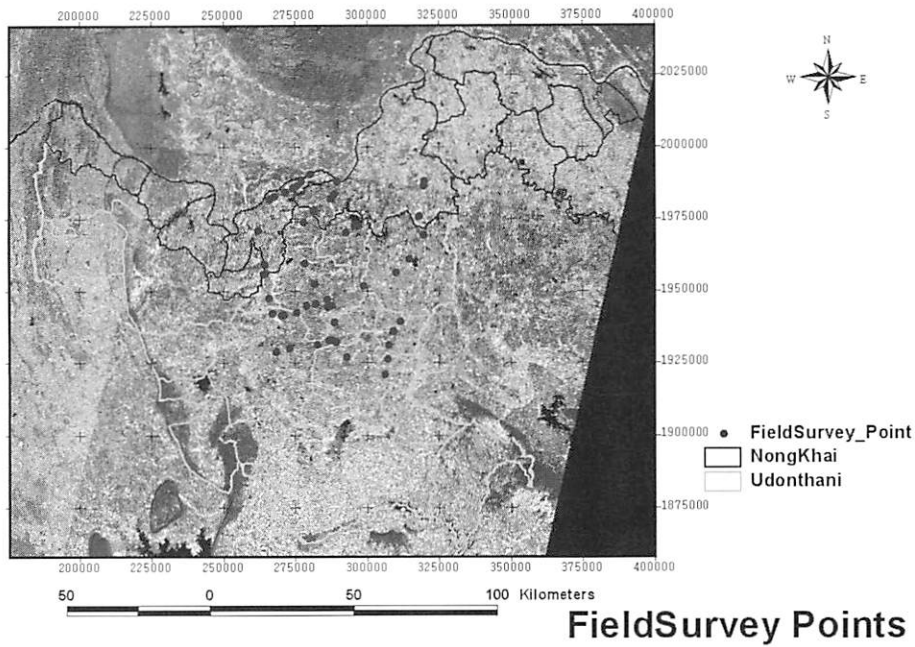 200000 225000 250000 275000 300000 325000 350000 375000 400000
2025000
2000000
1975000
1950000
1925000
1900000
1875000
N
W E
S
FieldSurvey_Point
NongKhai
Udonthani
200000 225000 250000 275000 300000 325000 350000 375000 400000
50 0 50 100 Kilometers
FieldSurvey Points